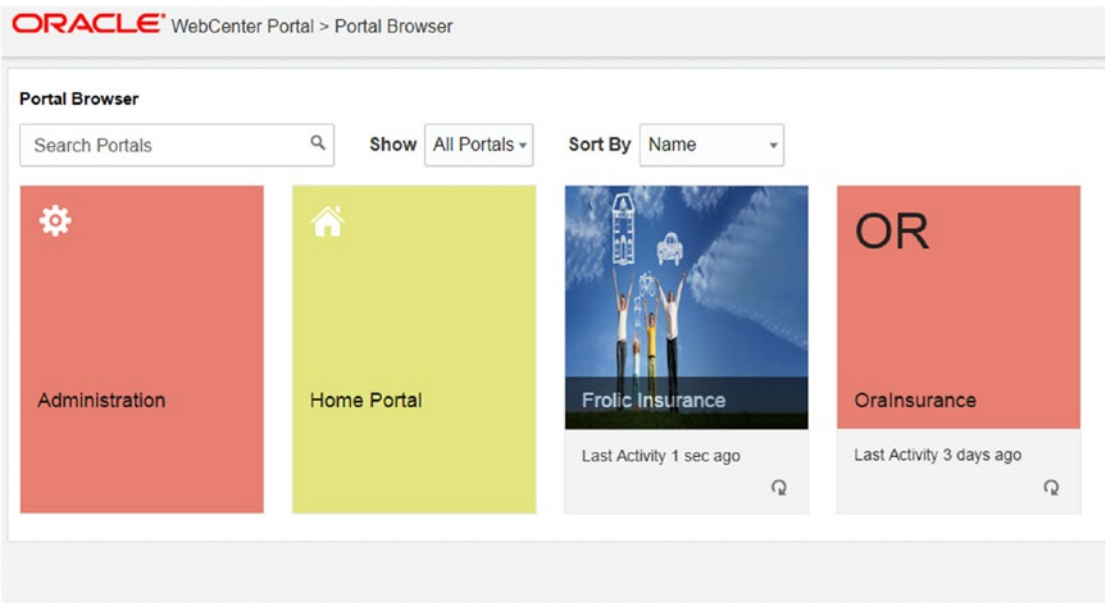 ORACLE® WebCenter Portal > Portal Browser
Portal Browser
Search Portals
Show All Portals
Sort By Name
Administration
Home Portal
Frolic Insurance
Last Activity 1 sec ago
OR
OraInsurance
Last Activity 3 days ago